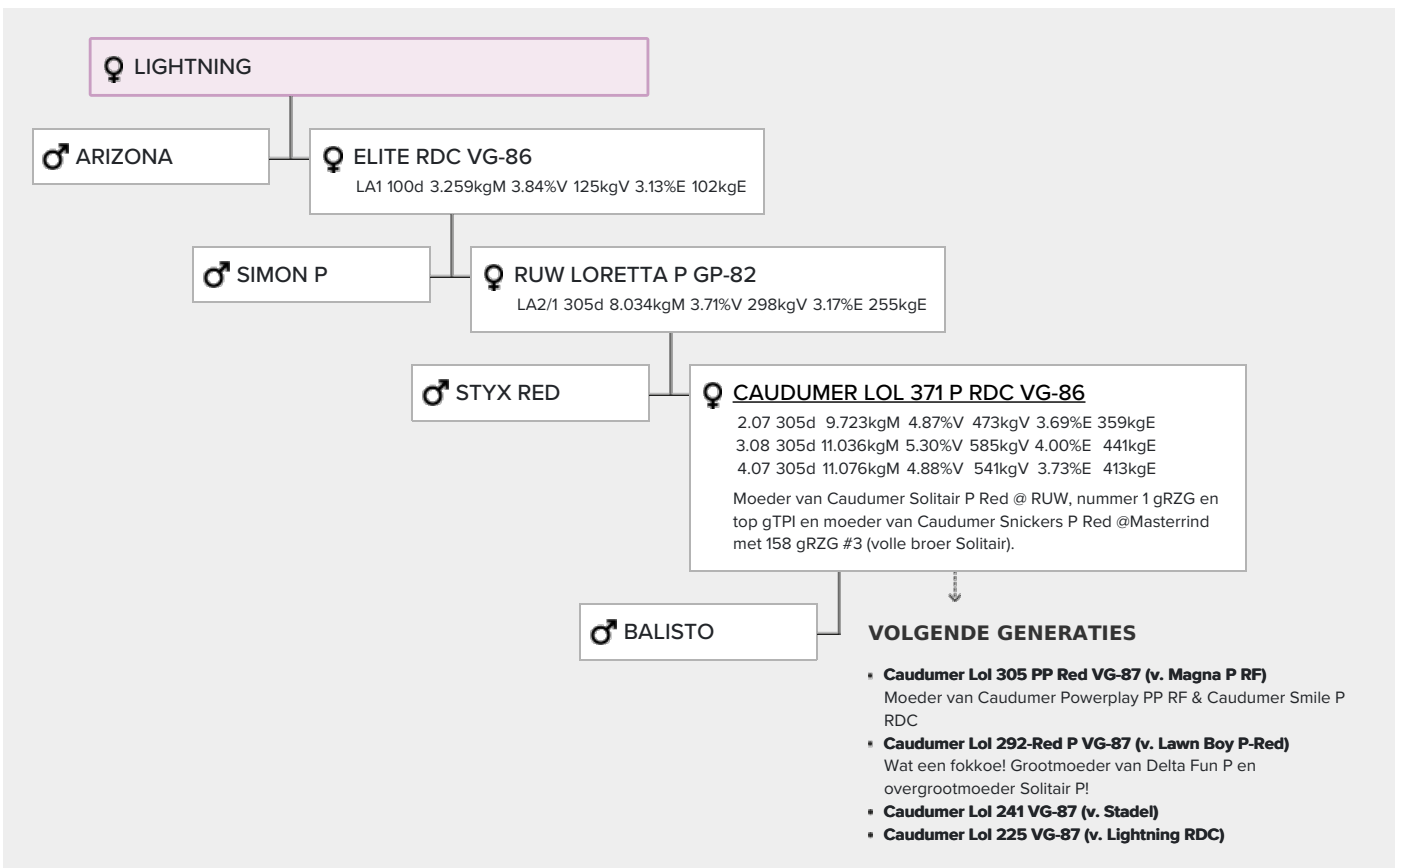 LIGHTNING
ARIZONA
ELITE RDC VG-86
LA1 100d 3.259kgM 3.84%V 125kgV 3.13%E 102kgE
SIMON P
RUW LORETTA P GP-82
LA2/1 305d 8.034kgM 3.71%V 298kgV 3.17%E 255kgE
STYX RED
CAUDUMER LOL 371 P RDC VG-86
2.07 305d 9.723kgM 4.87%V 473kgV 3.69%E 359kgE
3.08 305d 11.036kgM 5.30%V 585kgV 4.00%E 441kgE
4.07 305d 11.076kgM 4.88%V 541kgV 3.73%E 413kgE
Moeder van Caudumer Solitair P Red @ RUW, nummer 1 gRZG en
top gTPI en moeder van Caudumer Snickers P Red @Masterrind
met 158 gRZG #3 (volle broer Solitair).
BALISTO
VOLGENDE GENERATIES
Caudumer Lol 305 PP Red VG-87 (v. Magna P RF)
Moeder van Caudumer Powerplay PP RF & Caudumer Smile P
RDC
Caudumer Lol 292-Red P VG-87 (v. Lawn Boy P-Red)
Wat een fokkoe! Grootmoeder van Delta Fun P en
overgrootmoeder Solitair P!
Caudumer Lol 241 VG-87 (v. Stadel)
Caudumer Lol 225 VG-87 (v. Lightning RDC)